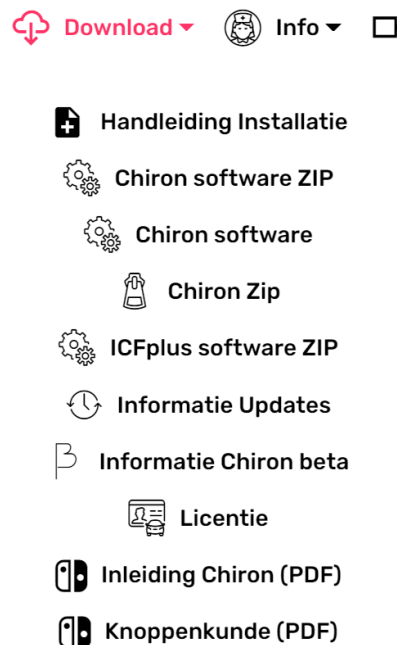 Download Info
Handleiding Installatie
Chiron software ZIP
Chiron software
Chiron Zip
ICFplus software ZIP
Informatie Updates
Informatie Chiron beta
Licentie
Inleiding Chiron (PDF)
Knoppenkunde (PDF)